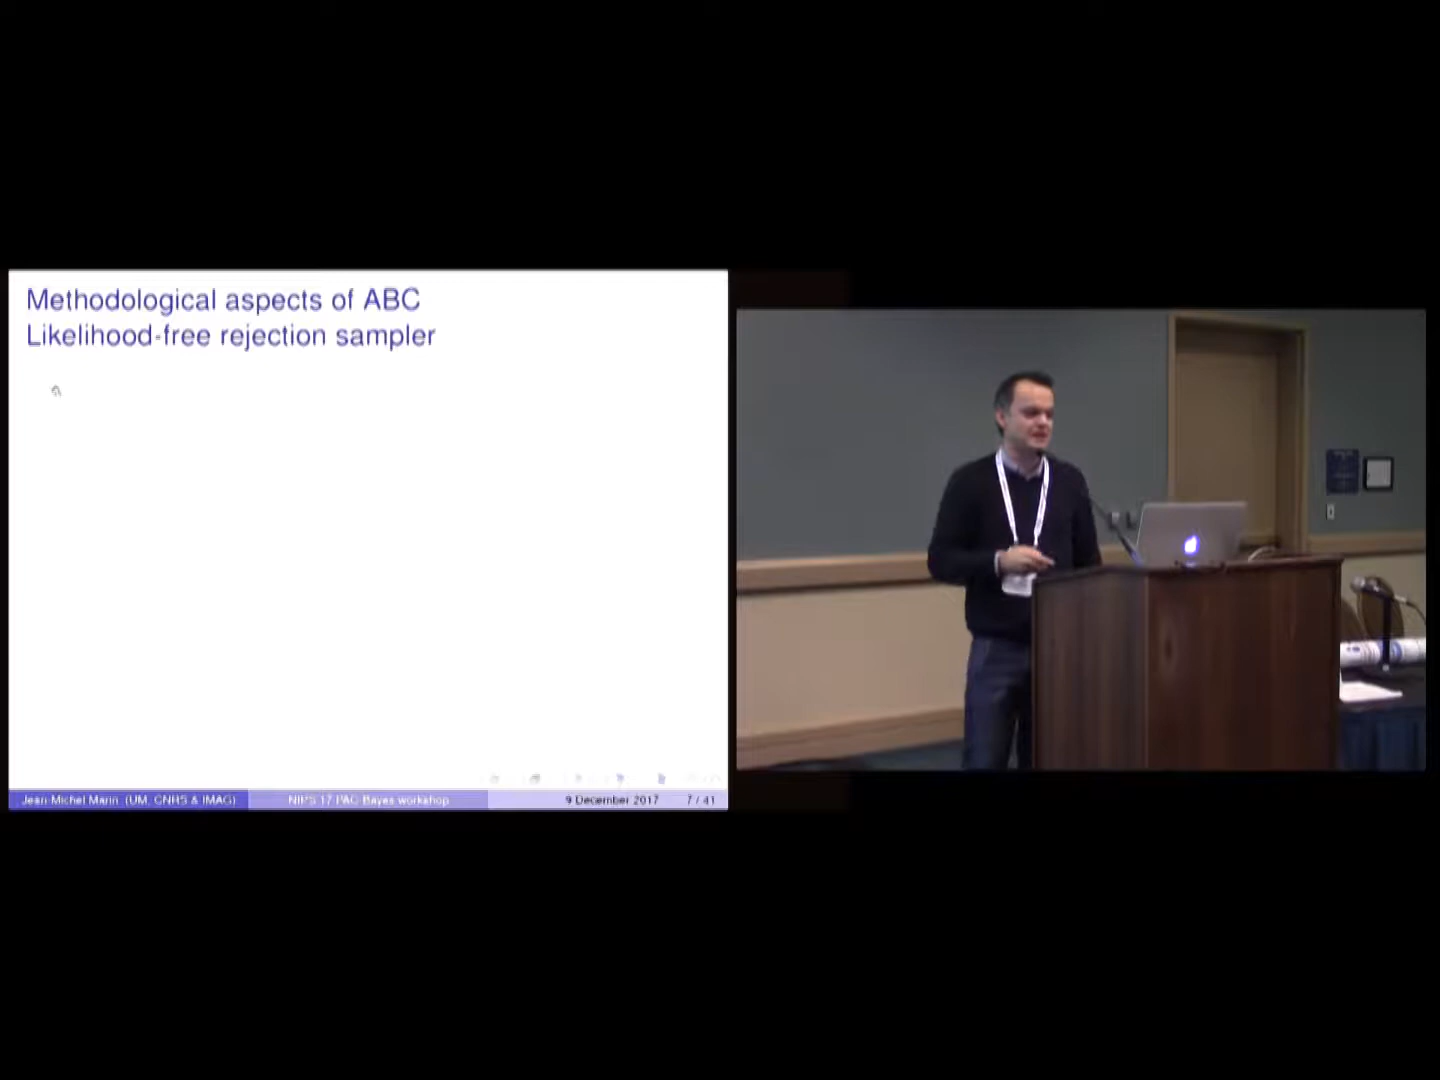 Methodological aspects of ABC
Likelihood-free rejection sampler
Jean-Michel Marin (UM, CNRS & IMAG)
NIPS 17 PAC-Bayes workshop
9 December 2017
7 / 41